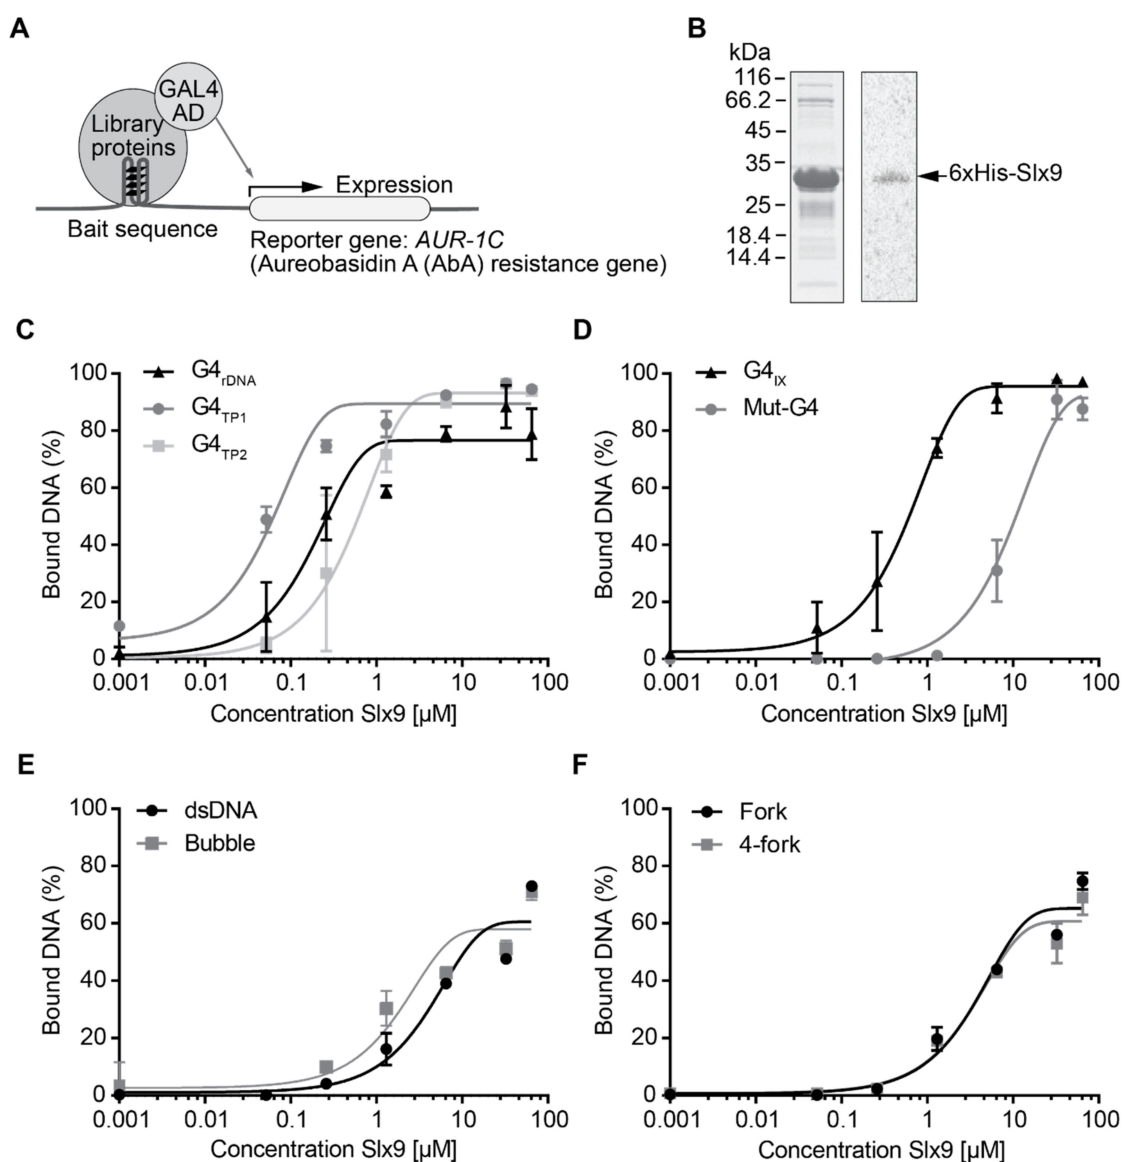 A
GAL4
AD
Library
proteins
Expression
Bait sequence
Reporter gene: AUR-1C
(Aureobasidin A (AbA) resistance gene)
B
kDa
116
66.2
45
35
25
18.4
14.4
6xHis-Slx9
C
G4rDNA
G4TP1
G4TP2
100
80
60
40
20
0
Bound DNA (%)
0.001 0.01 0.1 1 10 100
Concentration Slx9 [µM]
D
G4IX
Mut-G4
100
80
60
40
20
0
Bound DNA (%)
0.001 0.01 0.1 1 10 100
Concentration Slx9 [µM]
E
dsDNA
Bubble
100
80
60
40
20
0
Bound DNA (%)
0.001 0.01 0.1 1 10 100
Concentration Slx9 [µM]
F
Fork
4-fork
100
80
60
40
20
0
Bound DNA (%)
0.001 0.01 0.1 1 10 100
Concentration Slx9 [µM]